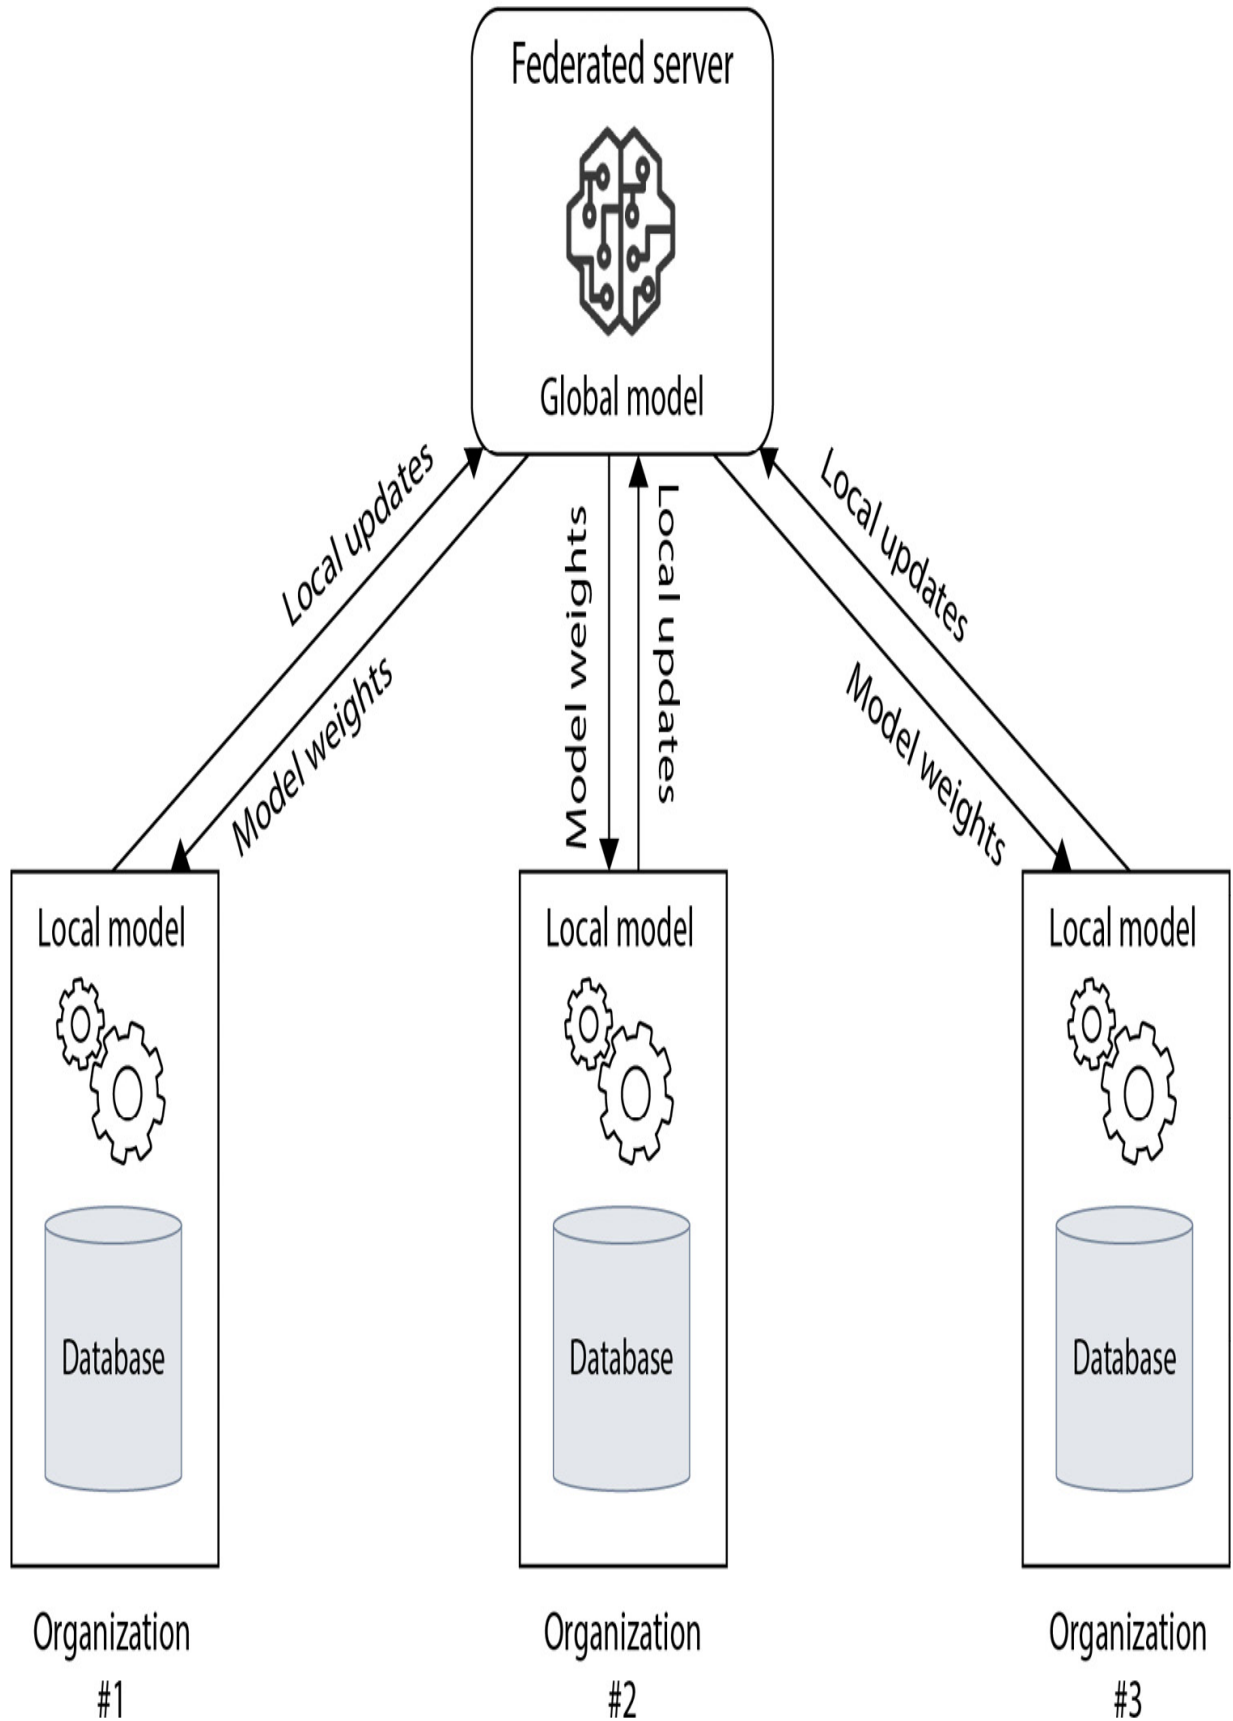 Federated server
Global model
Local updates
Model weights
Model weights
Local updates
Local updates
Model weights
Local model
Database
Organization
#1
Local model
Database
Organization
#2
Local model
Database
Organization
#3